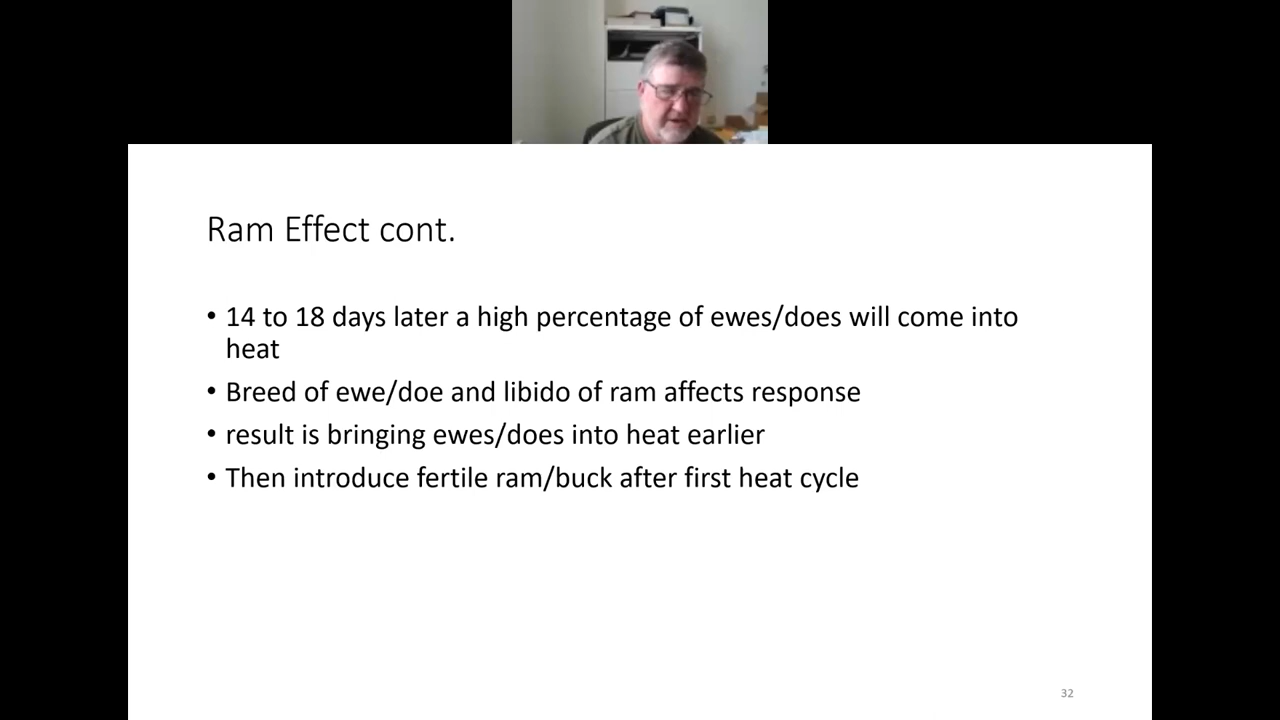 Ram Effect cont.
• 14 to 18 days later a high percentage of ewes/does will come into
heat
• Breed of ewe/doe and libido of ram affects response
• result is bringing ewes/does into heat earlier
• Then introduce fertile ram/buck after first heat cycle
32